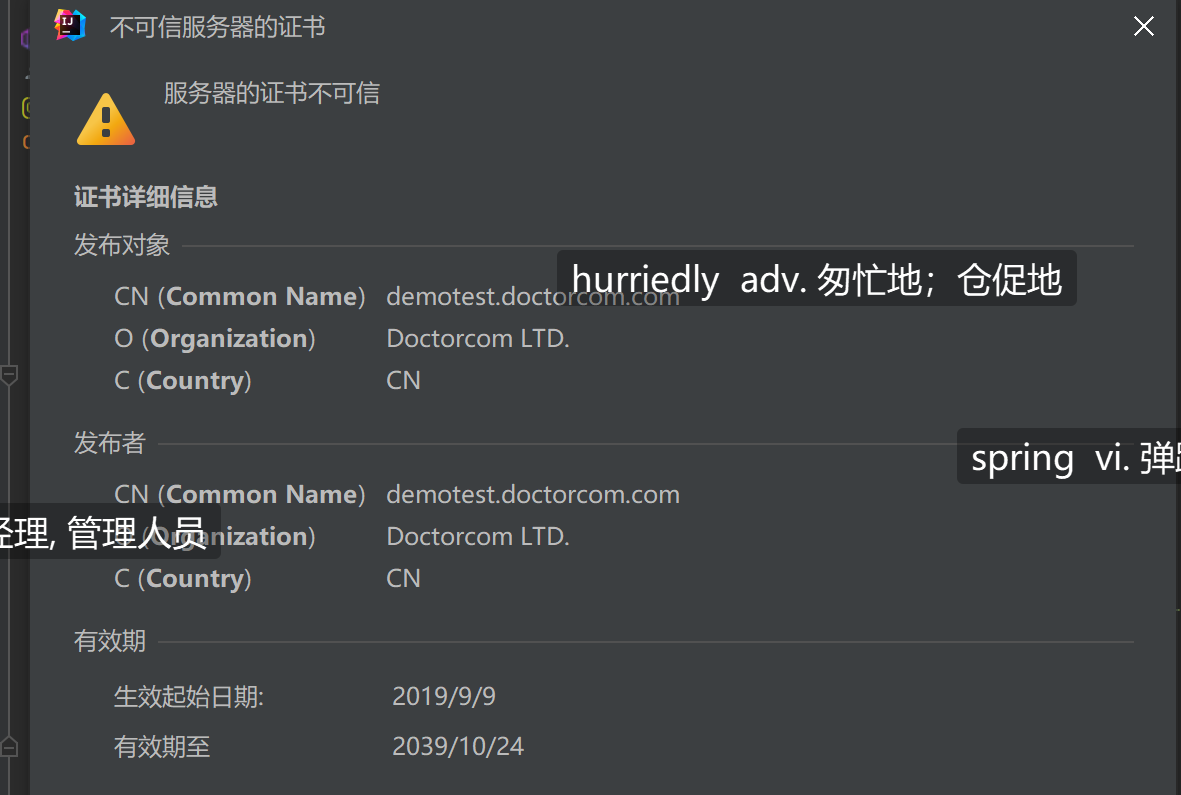 IJ
不可信服务器的证书
服务器的证书不可信
证书详细信息
发布对象
hurriedly adv. 匆忙地；仓促地
CN (Common Name) demotest.doctorcom.com
O (Organization) Doctorcom LTD.
C (Country) CN
发布者
spring vi. 弹
CN (Common Name) demotest.doctorcom.com
经理, 管理人员
O (Organization) Doctorcom LTD.
C (Country) CN
有效期
生效起始日期: 2019/9/9
有效期至 2039/10/24